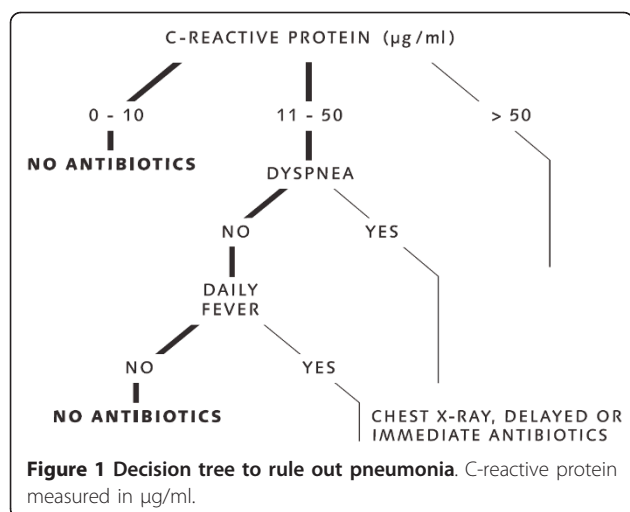 C-REACTIVE PROTEIN (µg/ml)
0 - 10
11 - 50
> 50
NO ANTIBIOTICS
DYSPNEA
NO
YES
DAILY
FEVER
NO
YES
NO ANTIBIOTICS
CHEST X-RAY, DELAYED OR
IMMEDIATE ANTIBIOTICS
Figure 1 Decision tree to rule out pneumonia. C-reactive protein
measured in µg/ml.